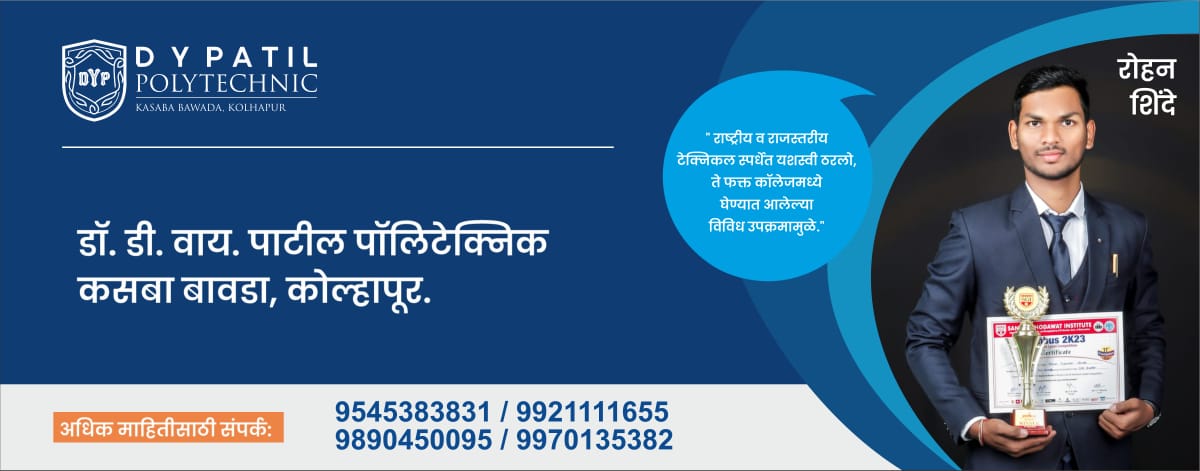 D Y PATIL
POLYTECHNIC
KASABA BAWADA, KOLHAPUR
DYP
रोहन
शिंदे
" राष्ट्रीय व राजस्तरीय
टेक्निकल स्पर्धेत यशस्वी ठरलो,
ते फक्त कॉलेजमध्ये
घेण्यात आलेल्या
विविध उपक्रमामुळे."
डॉ. डी. वाय. पाटील पॉलिटेक्निक
कसबा बावडा, कोल्हापूर.
INSTITUTE
2K23
Certificate
अधिक माहितीसाठी संपर्क:
9545383831 / 9921111655
9890450095 / 9970135382